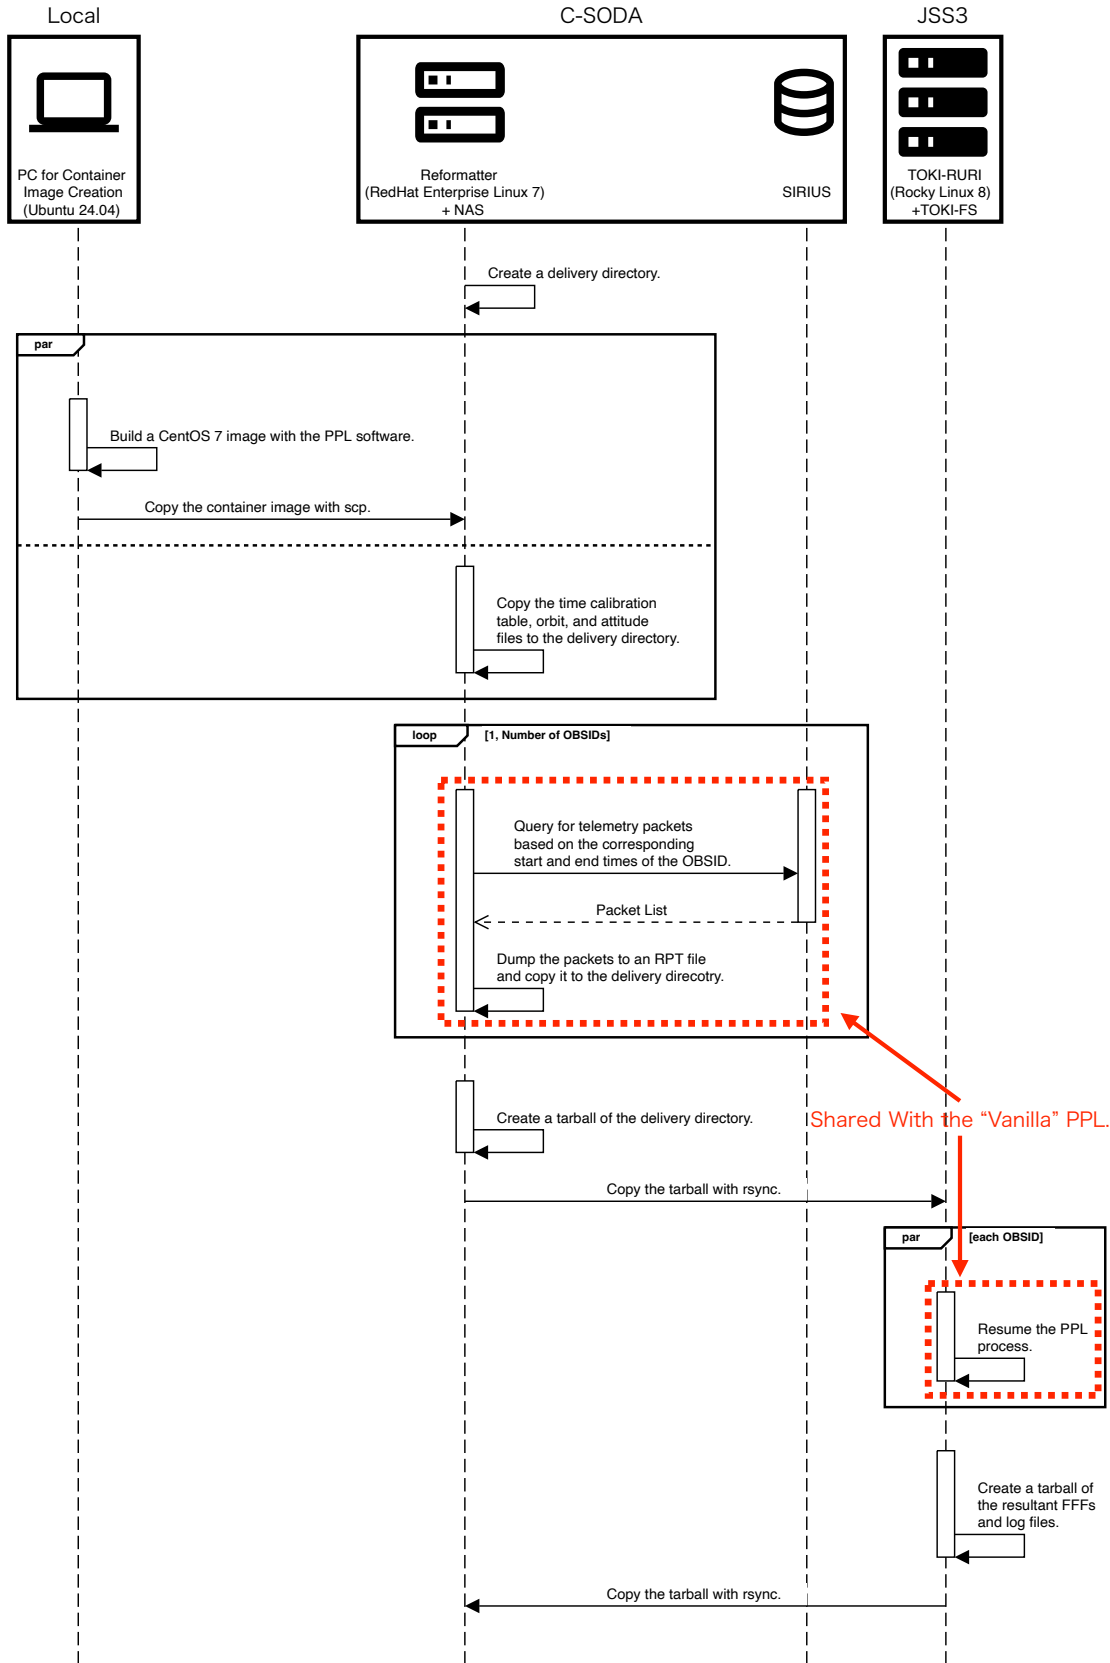 Local
C-SODA
JSS3
PC for Container
Image Creation
(Ubuntu 24.04)
Reformatter
(RedHat Enterprise Linux 7)
+ NAS
SIRIUS
TOKI-RURI
(Rocky Linux 8)
+TOKI-FS
Create a delivery directory.
par
Build a CentOS 7 image with the PPL software.
Copy the container image with scp.
Copy the time calibration
table, orbit, and attitude
files to the delivery directory.
loop
[1, Number of OBSIDs]
Query for telemetry packets
based on the corresponding
start and end times of the OBSID.
Packet List
Dump the packets to an RPT file
and copy it to the delivery direcotry.
Create a tarball of the delivery directory.
Shared With the “Vanilla” PPL.
Copy the tarball with rsync.
par
[each OBSID]
Resume the PPL
process.
Create a tarball of
the resultant FFFs
and log files.
Copy the tarball with rsync.